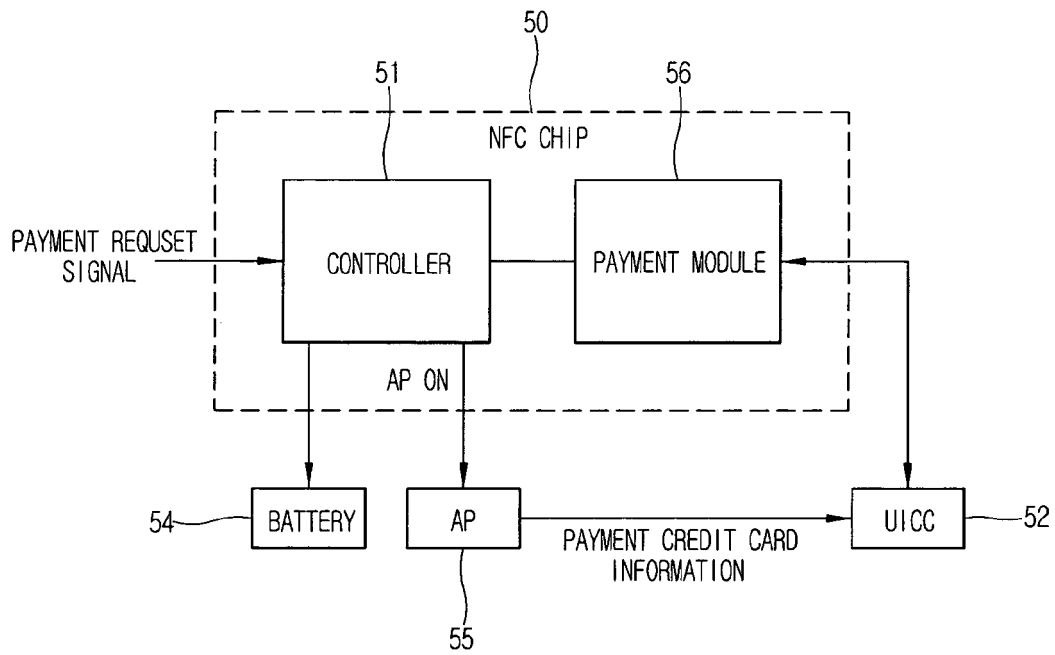 50
51
56
NFC CHIP
PAYMENT REQUSET
SIGNAL
CONTROLLER
PAYMENT MODULE
AP ON
54
BATTERY
AP
UICC
52
PAYMENT CREDIT CARD
INFORMATION
55